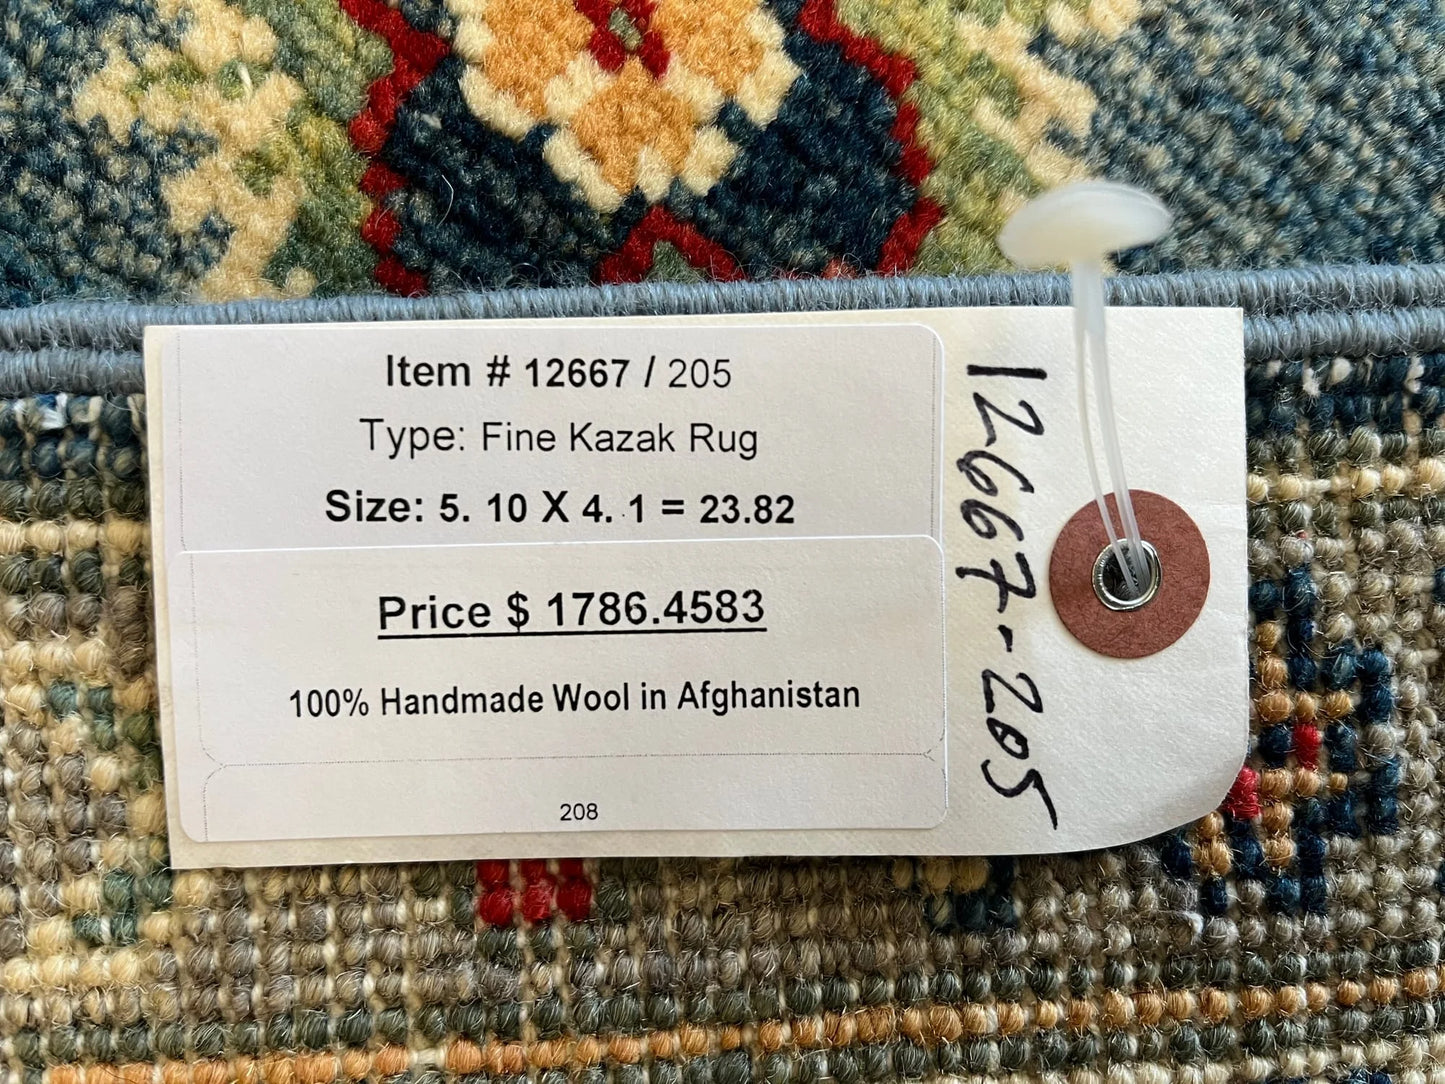 Item # 12667 / 205
Type: Fine Kazak Rug
Size: 5. 10 X 4. 1 = 23.82
Price $ 1786.4583
100% Handmade Wool in Afghanistan
208
12667-205